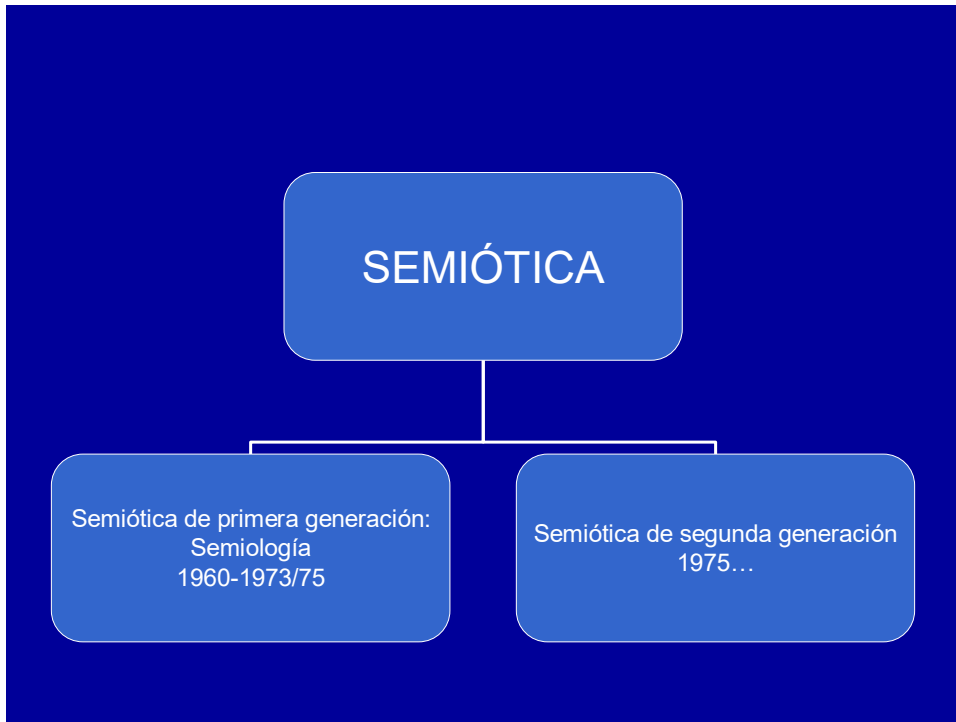 SEMIÓTICA
Semiótica de primera generación:
Semiología
1960-1973/75
Semiótica de segunda generación
1975…